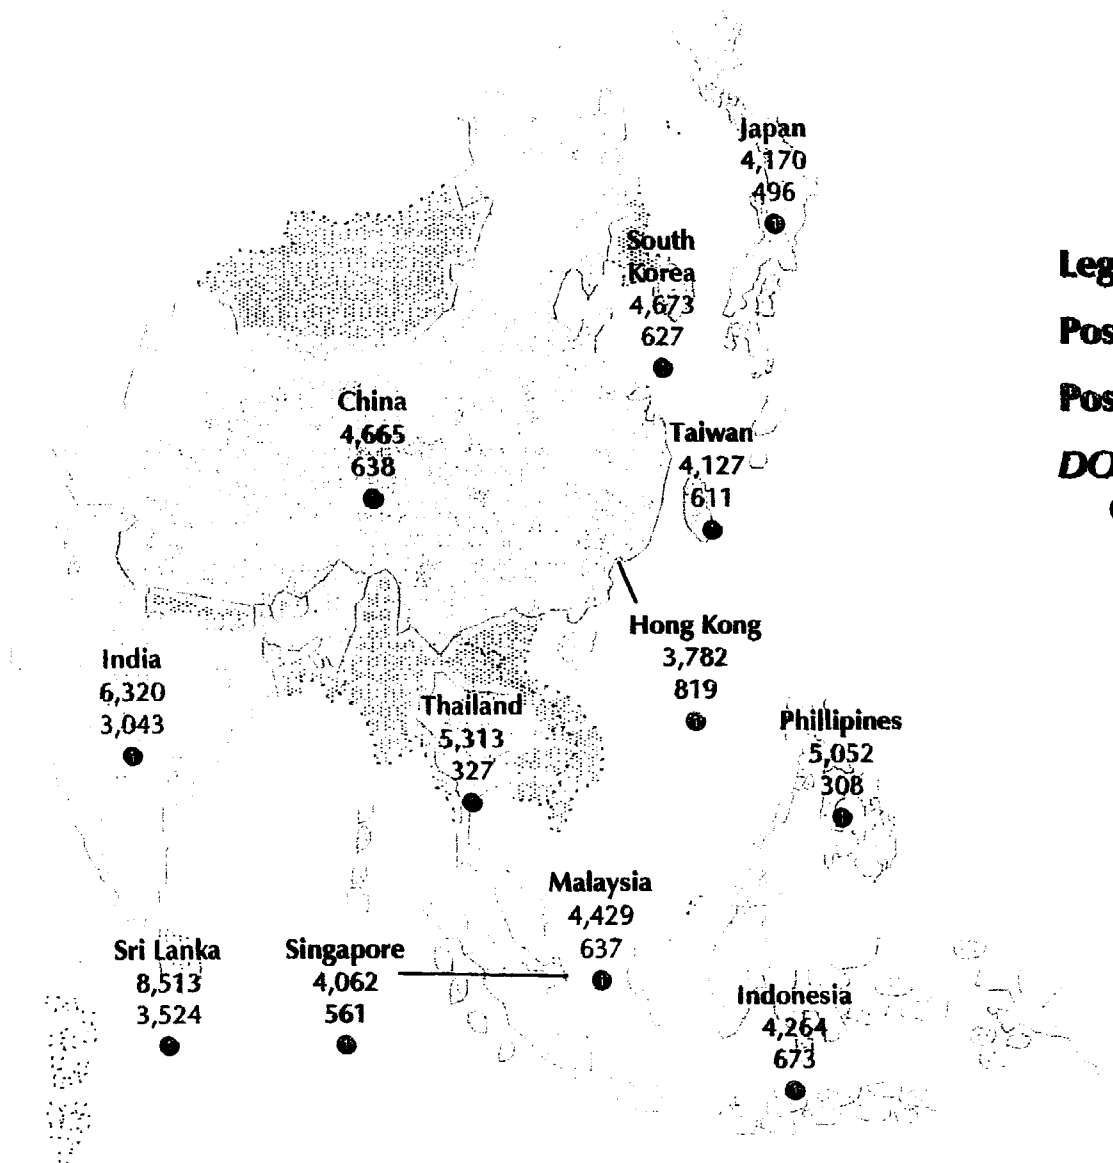 Japan
4,170
496
South
Korea
4,673
627
China
4,665
638
Taiwan
4,127
611
Hong Kong
3,782
819
India
6,320
3,043
Thailand
5,313
327
Phillipines
5,052
308
Malaysia
4,429
637
Sri Lanka
8,513
3,524
Singapore
4,062
561
Indonesia
4,264
673
Leg
Pos
Pos
DO